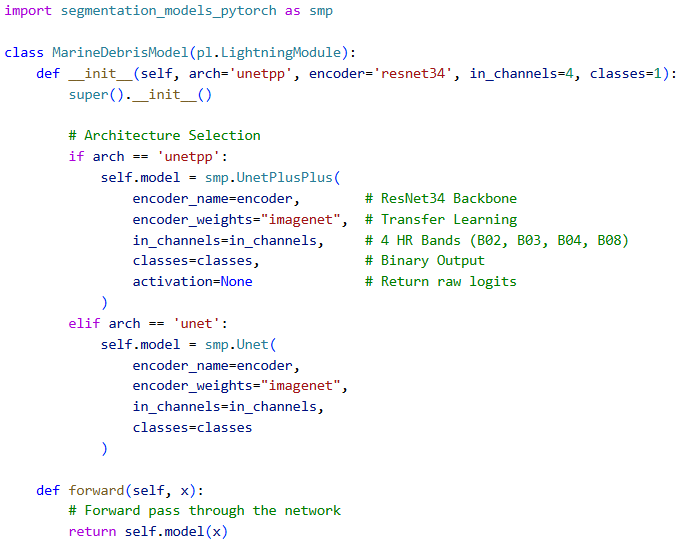 import segmentation_models_pytorch as smp

class MarineDebrisModel(pl.LightningModule):
    def __init__(self, arch='unetpp', encoder='resnet34', in_channels=4, classes=1):
        super().__init__()

        # Architecture Selection
        if arch == 'unetpp':
            self.model = smp.UnetPlusPlus(
                encoder_name=encoder,        # ResNet34 Backbone
                encoder_weights="imagenet",  # Transfer Learning
                in_channels=in_channels,     # 4 HR Bands (B02, B03, B04, B08)
                classes=classes,             # Binary Output
                activation=None              # Return raw logits
            )
        elif arch == 'unet':
            self.model = smp.Unet(
                encoder_name=encoder,
                encoder_weights="imagenet",
                in_channels=in_channels,
                classes=classes
            )

    def forward(self, x):
        # Forward pass through the network
        return self.model(x)